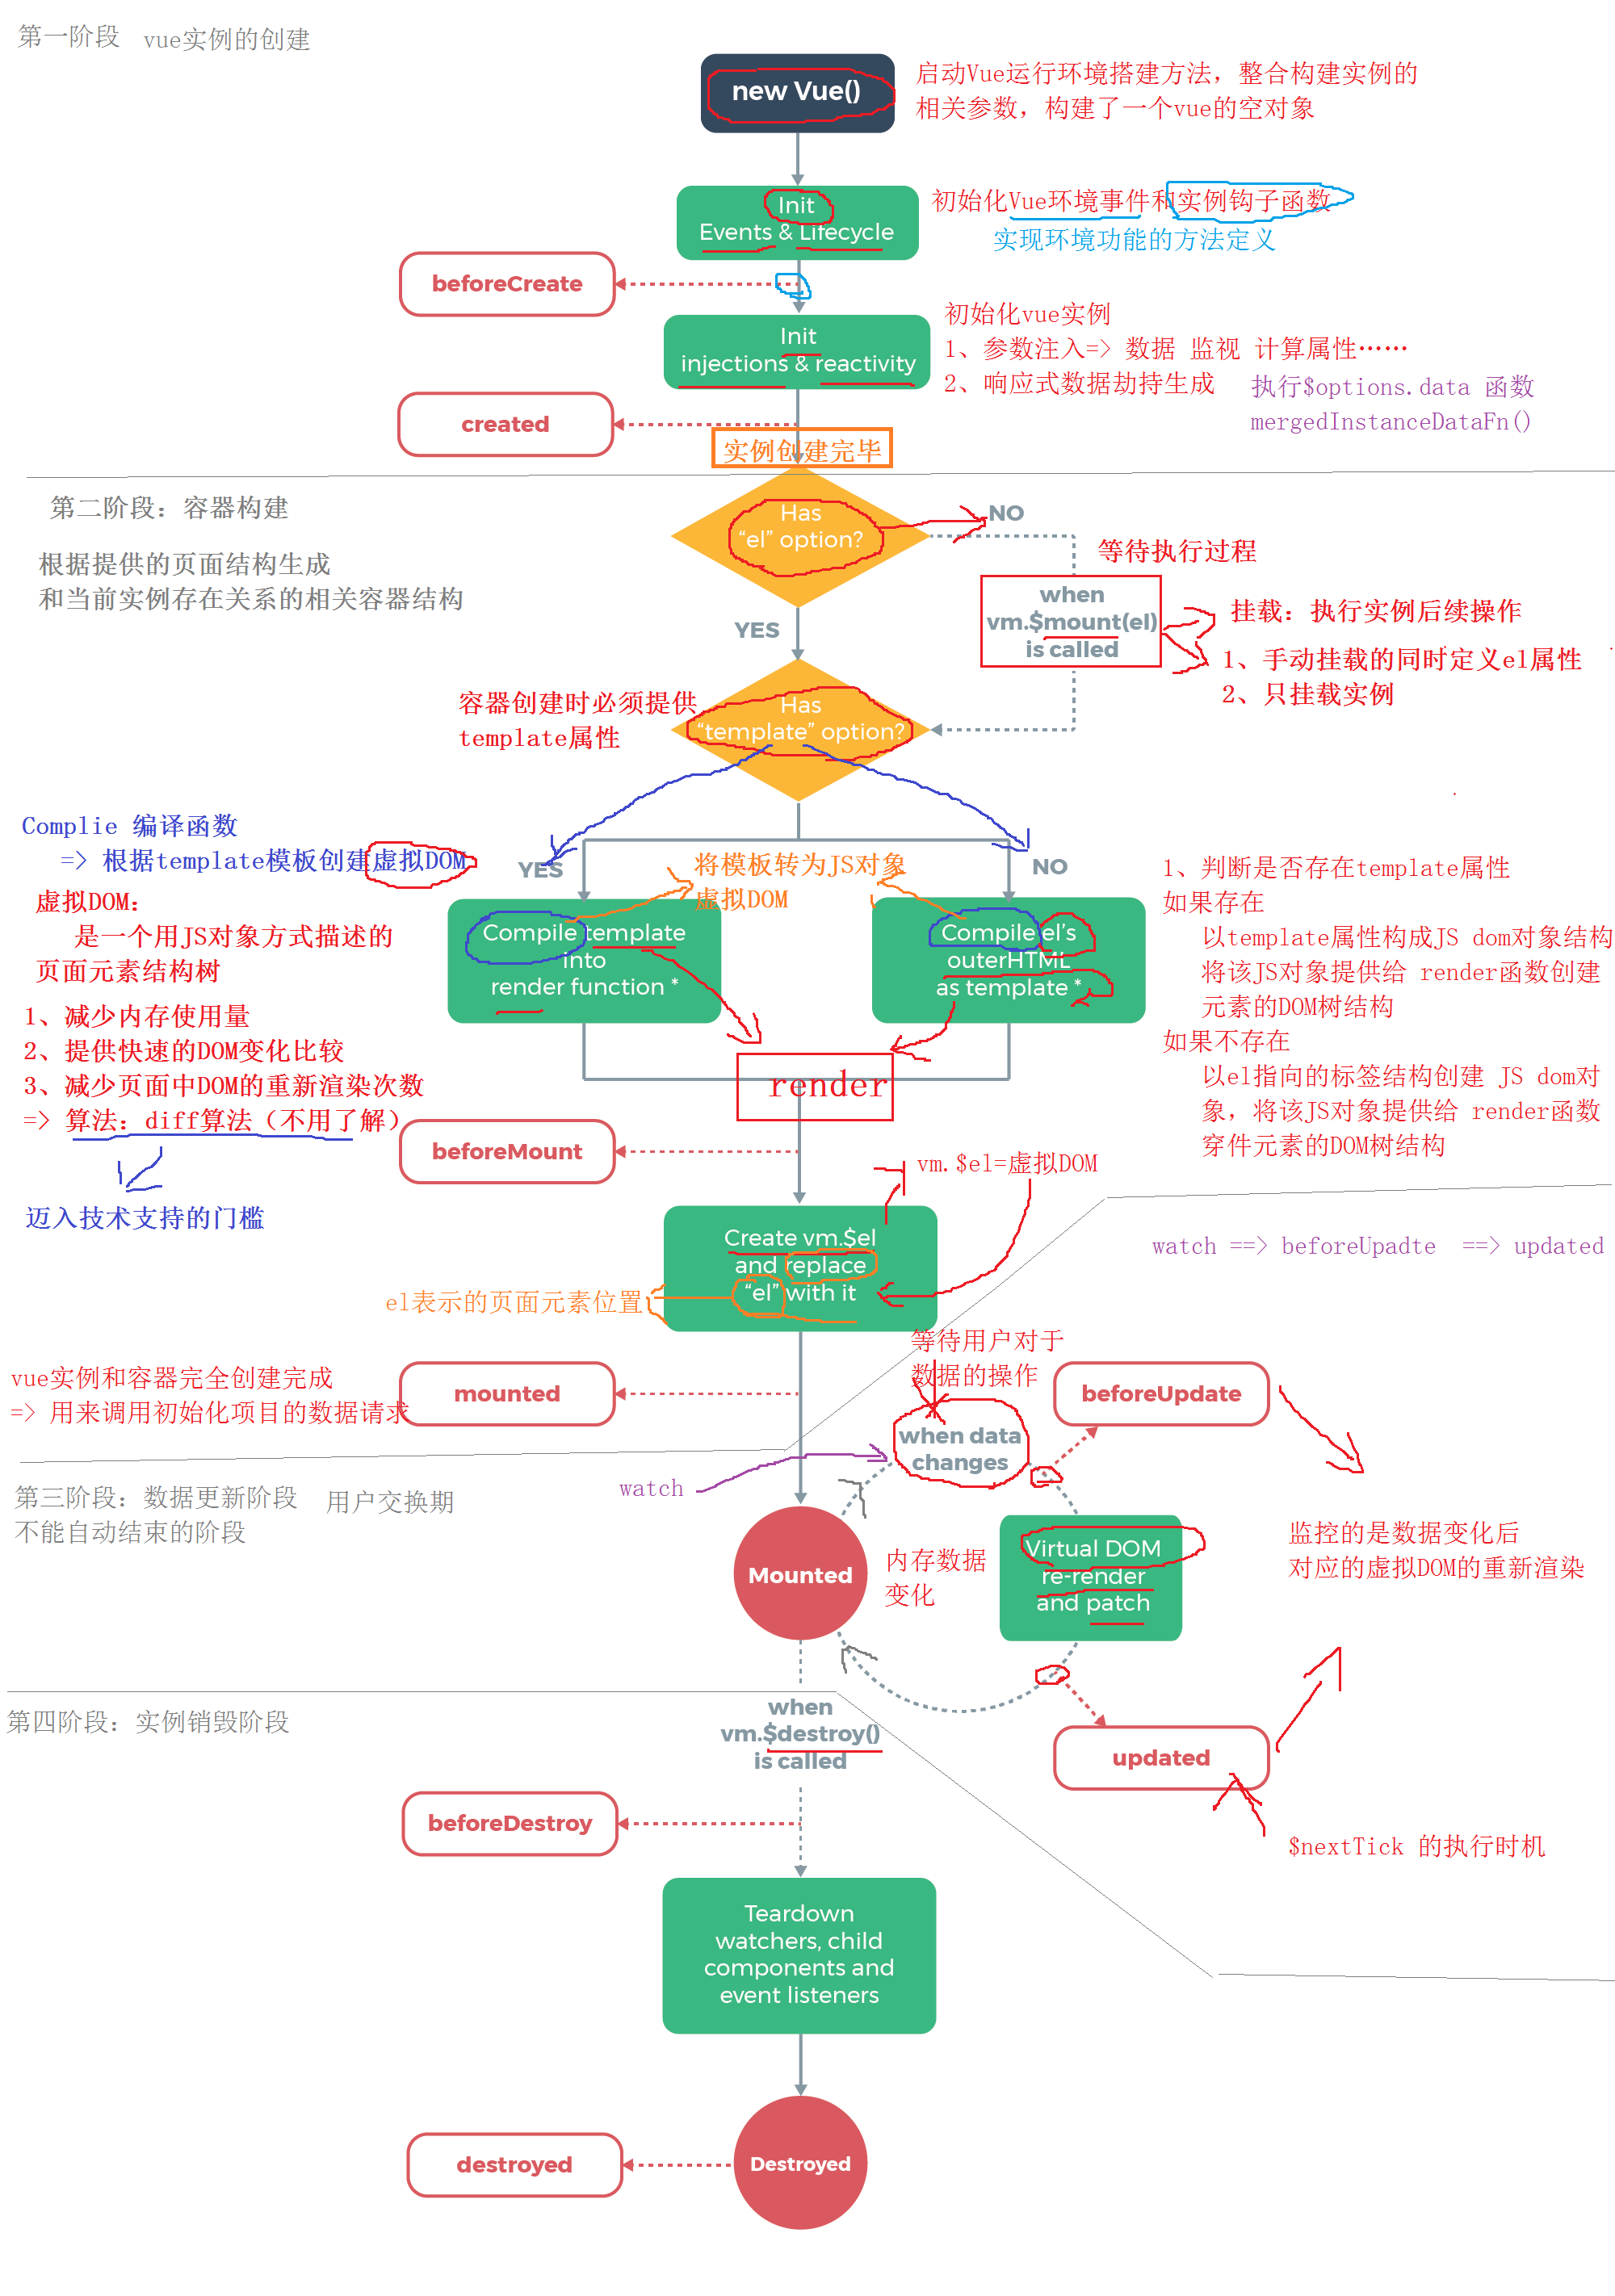 第一阶段 vue实例的创建
new Vue()
启动Vue运行环境搭建方法，整合构建实例的
相关参数，构建了一个vue的空对象
Init
Events & Lifecycle
初始化Vue环境事件和实例钩子函数
实现环境功能的方法定义
beforeCreate
Init
injections & reactivity
初始化vue实例
1、参数注入=> 数据 监视 计算属性……
2、响应式数据劫持生成
执行$options.data 函数
mergedInstanceDataFn()
created
实例创建完毕
第二阶段：容器构建
根据提供的页面结构生成
和当前实例存在关系的相关容器结构
Has
“el” option?
NO
等待执行过程
when
vm.$mount(el)
is called
挂载：执行实例后续操作
1、手动挂载的同时定义el属性
2、只挂载实例
YES
容器创建时必须提供
template属性
Has
“template” option?
Complie 编译函数
=> 根据template模板创建虚拟DOM
虚拟DOM：
是一个用JS对象方式描述的
页面元素结构树
1、减少内存使用量
2、提供快速的DOM变化比较
3、减少页面中DOM的重新渲染次数
=> 算法：diff算法（不用了解）
迈入技术支持的门槛
YES
将模板转为JS对象
虚拟DOM
NO
Compile template
into
render function *
Compile el’s
outerHTML
as template *
1、判断是否存在template属性
如果存在
以template属性构成JS dom对象结构
将该JS对象提供给 render函数创建
元素的DOM树结构
如果不存在
以el指向的标签结构创建 JS dom对
象，将该JS对象提供给 render函数
穿件元素的DOM树结构
render
beforeMount
vm.$el=虚拟DOM
Create vm.$el
and replace
“el” with it
el表示的页面元素位置
watch ==> beforeUpadte ==> updated
vue实例和容器完全创建完成
=> 用来调用初始化项目的数据请求
mounted
等待用户对于
数据的操作
when data
changes
beforeUpdate
watch
第三阶段：数据更新阶段 用户交换期
不能自动结束的阶段
Mounted
内存数据
变化
Virtual DOM
re-render
and patch
监控的是数据变化后
对应的虚拟DOM的重新渲染
第四阶段：实例销毁阶段
when
vm.$destroy()
is called
updated
$nextTick 的执行时机
beforeDestroy
Teardown
watchers, child
components and
event listeners
destroyed
Destroyed